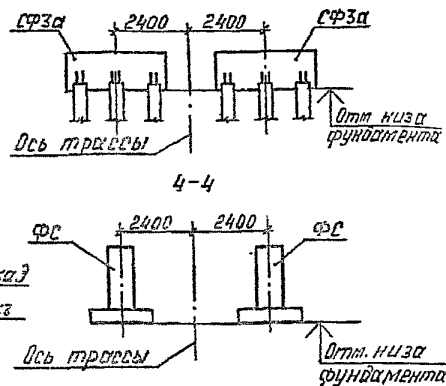 СФ3а 2400 2400 СФ3а
Ось трассы
Отм. низа
фундамента
4-4
ФС 2400 2400 ФС
Ось трассы
Отм. низа
фундамента